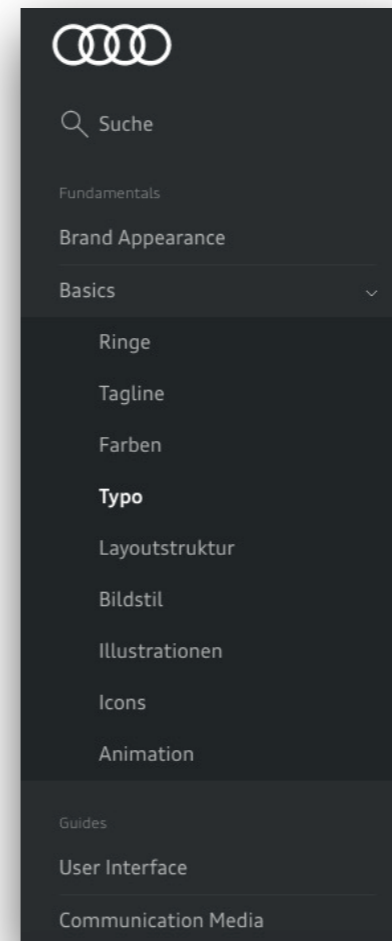 Suche
Fundamentals
Brand Appearance
Basics
Ringe
Tagline
Farben
Typo
Layoutstruktur
Bildstil
Illustrationen
Icons
Animation
Guides
User Interface
Communication Media